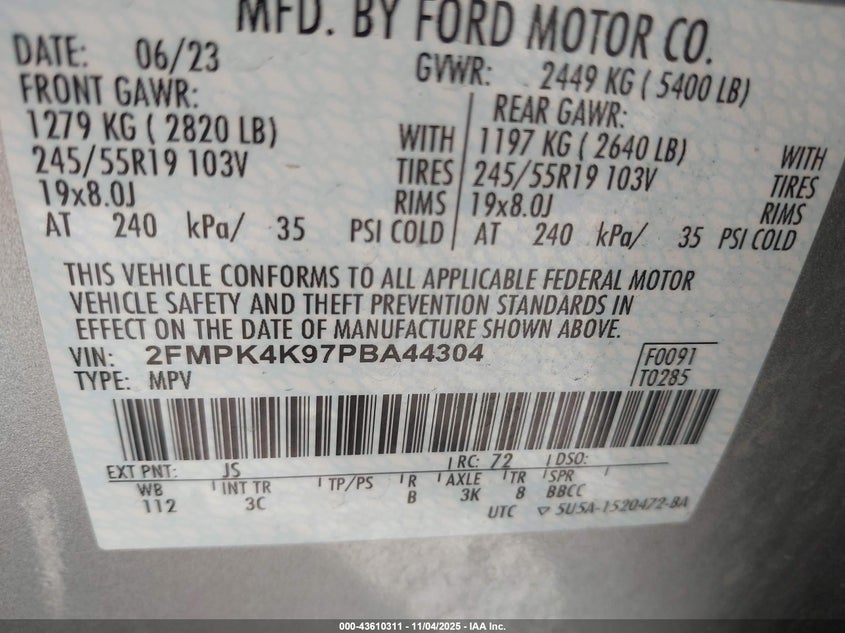 MFD. BY FORD MOTOR CO.
DATE: 06/23 GVWR: 2449 KG ( 5400 LB)
FRONT GAWR: REAR GAWR:
1279 KG ( 2820 LB) WITH 1197 KG ( 2640 LB) WITH
245/55R19 103V TIRES 245/55R19 103V TIRES
19x8.0J RIMS 19x8.0J RIMS
AT 240 kPa/ 35 PSI COLD AT 240 kPa/ 35 PSI COLD
THIS VEHICLE CONFORMS TO ALL APPLICABLE FEDERAL MOTOR
VEHICLE SAFETY AND THEFT PREVENTION STANDARDS IN
EFFECT ON THE DATE OF MANUFACTURE SHOWN ABOVE.
VIN: 2FMPK4K97PBA44304 F0091
TYPE: MPV T0285
EXT PNT: JS RC: 72 DSO:
WB INT TR TP/PS R AXLE TR SPR
112 3C B 3K 8 BBCC
UTC ▽ 5U5A-1520472-BA
000-43610311 - 11/04/2025 - IAA Inc.